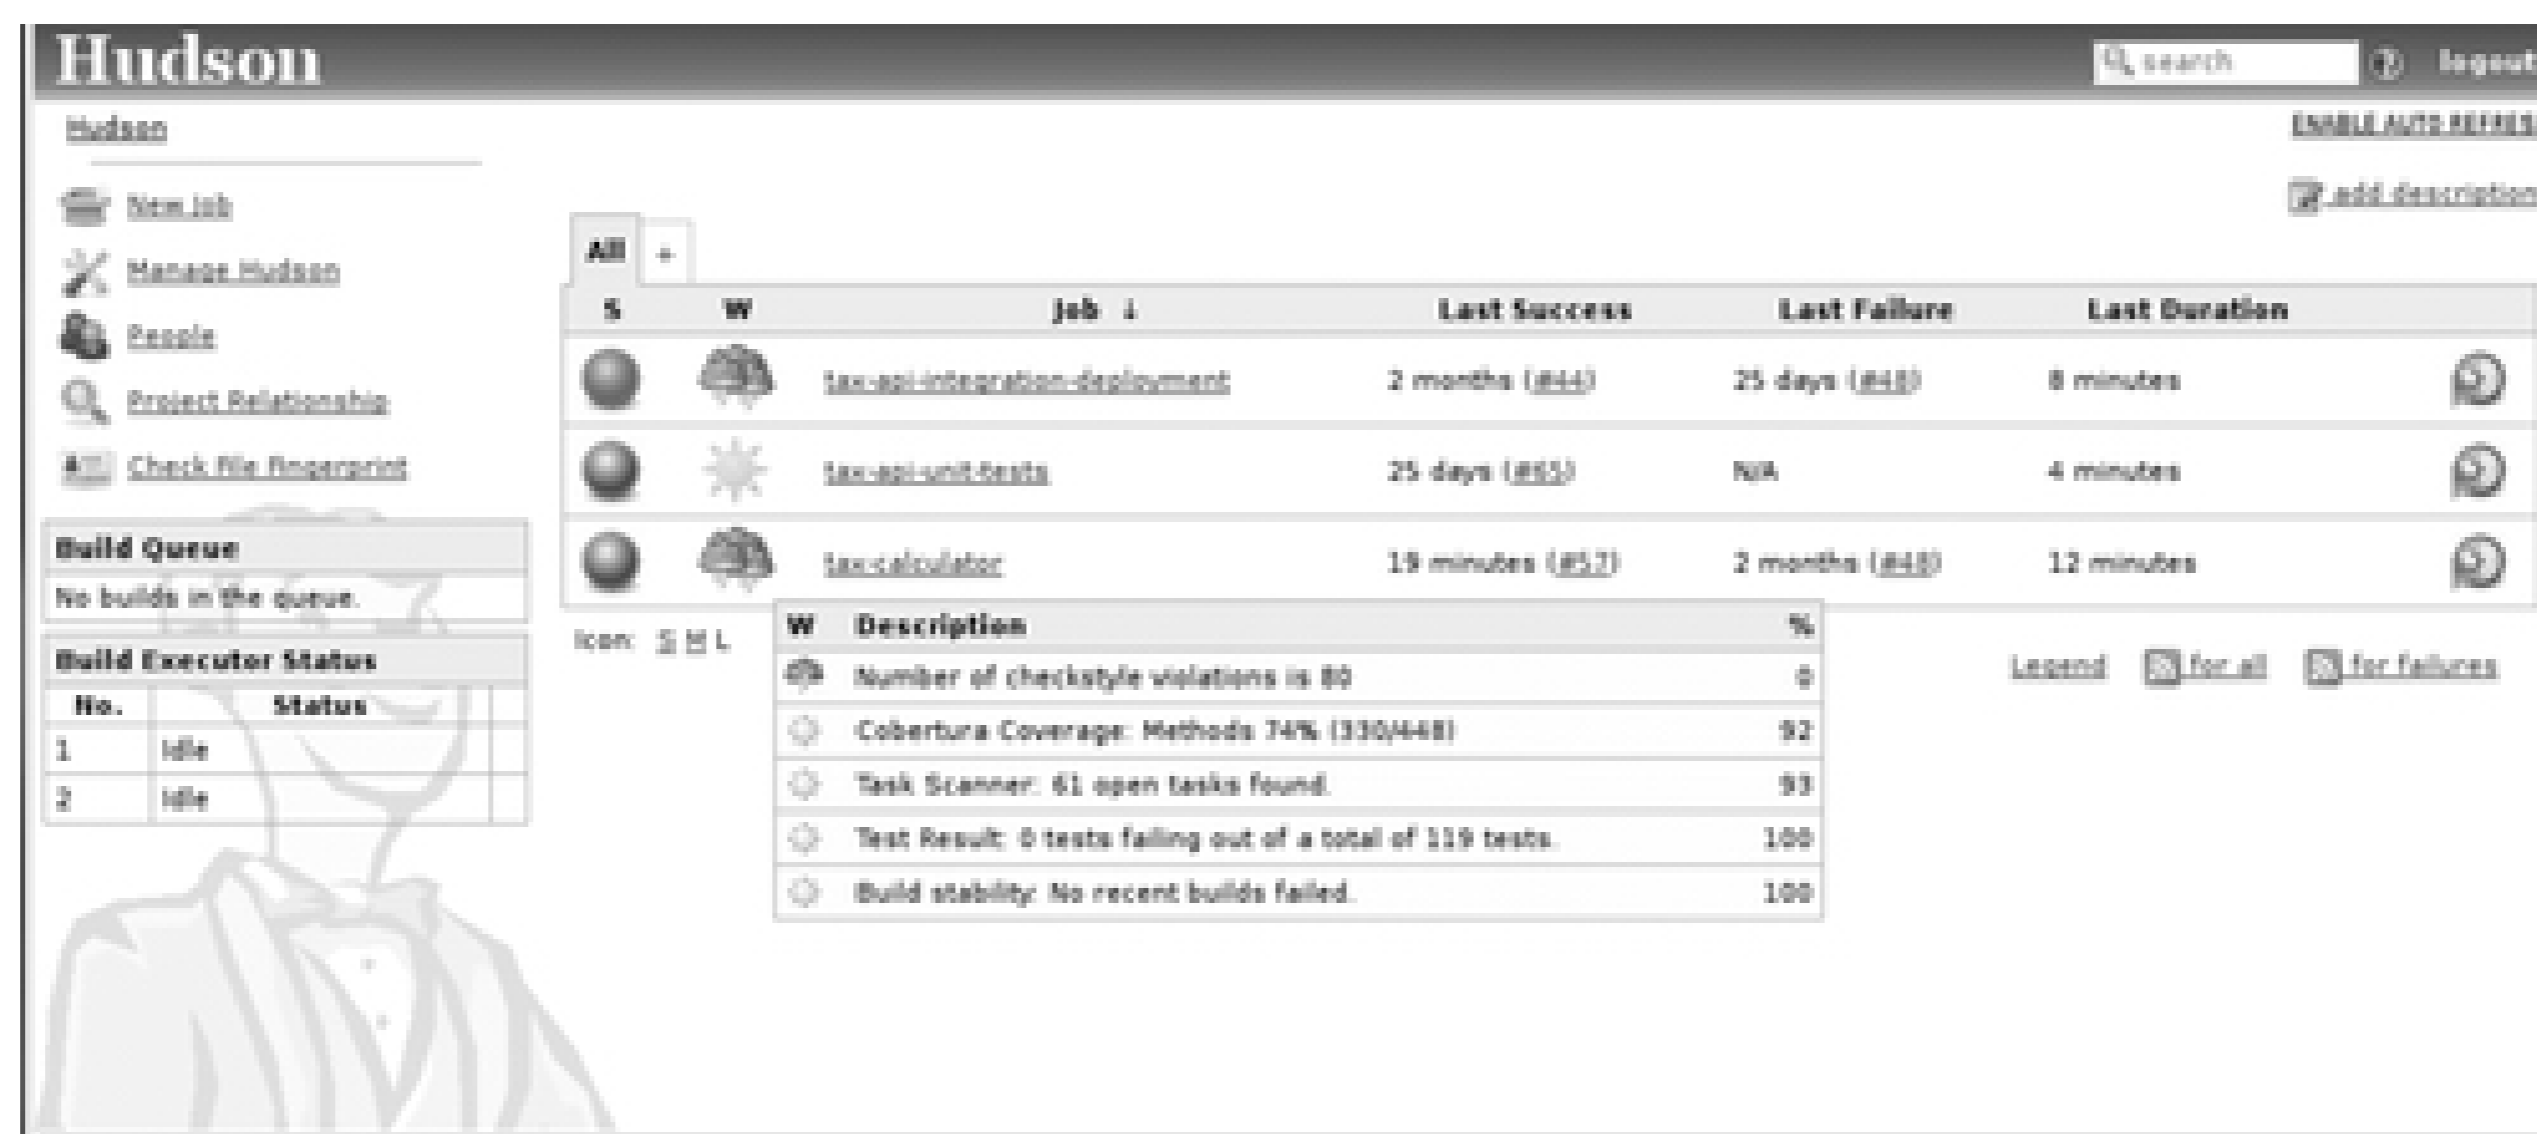 Hudson
search
logout
Hudson
ENABLE AUTO REFRES
add description
New Job
Manage Hudson
People
Project Relationship
Check File Fingerprint
All +
S W Job ↓ Last Success Last Failure Last Duration
tax-api-integration-deployment 2 months (#44) 25 days (#48) 8 minutes
tax-api-unit-tests 25 days (#65) N/A 4 minutes
tax-calculator 19 minutes (#57) 2 months (#48) 12 minutes
Build Queue
No builds in the queue.
Build Executor Status
No. Status
1 Idle
2 Idle
Icon: S M L
W Description %
Number of checkstyle violations is 80 0
Cobertura Coverage: Methods 74% (330/448) 92
Task Scanner: 61 open tasks found. 93
Test Result: 0 tests failing out of a total of 119 tests. 100
Build stability: No recent builds failed. 100
Legend for all for failures